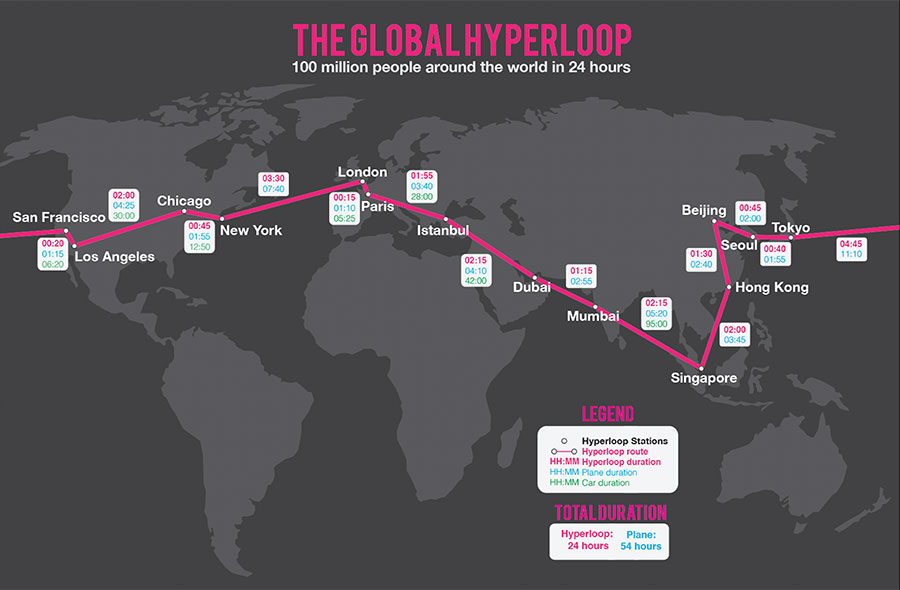 THE GLOBAL HYPERLOOP
100 million people around the world in 24 hours
San Francisco
00:20
01:15
06:20
Los Angeles
02:00
04:25
30:00
Chicago
00:45
01:55
12:50
New York
03:30
07:40
London
00:15
01:10
05:25
Paris
01:55
03:40
28:00
Istanbul
02:15
04:10
42:00
Dubai
01:15
02:55
Mumbai
02:15
05:20
95:00
Singapore
02:00
03:45
Hong Kong
01:30
02:40
Beijing
00:45
02:00
Seoul
00:40
01:55
Tokyo
04:45
11:10
LEGEND
Hyperloop Stations
Hyperloop route
HH:MM Hyperloop duration
HH:MM Plane duration
HH:MM Car duration
TOTAL DURATION
Hyperloop: Plane:
24 hours 54 hours